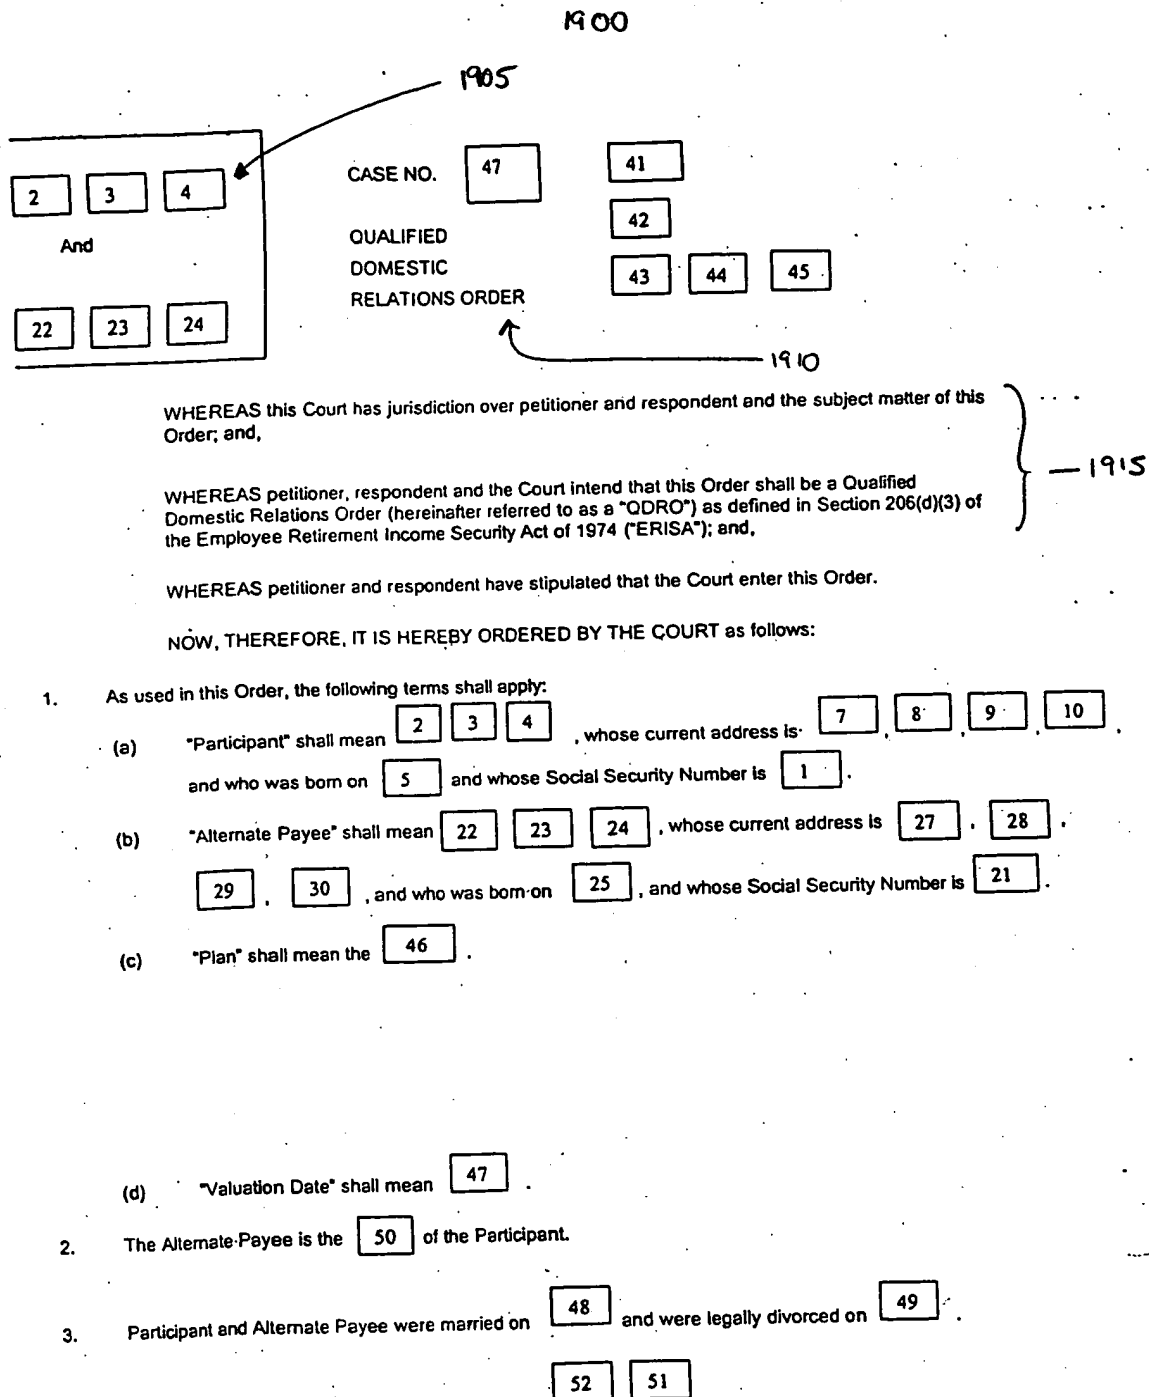 1900
1905
2 3 4
And
22 23 24
CASE NO. 47
QUALIFIED
DOMESTIC
RELATIONS ORDER
41
42
43 44 45
1910
WHEREAS this Court has jurisdiction over petitioner and respondent and the subject matter of this
Order; and,
WHEREAS petitioner, respondent and the Court intend that this Order shall be a Qualified
Domestic Relations Order (hereinafter referred to as a "QDRO") as defined in Section 206(d)(3) of
the Employee Retirement Income Security Act of 1974 ("ERISA"); and,
1915
WHEREAS petitioner and respondent have stipulated that the Court enter this Order.
NOW, THEREFORE, IT IS HEREBY ORDERED BY THE COURT as follows:
1. As used in this Order, the following terms shall apply:
(a) "Participant" shall mean 2 3 4 , whose current address is 7 , 8 , 9 , 10 ,
and who was born on 5 and whose Social Security Number is 1 .
(b) "Alternate Payee" shall mean 22 23 24 , whose current address is 27 , 28 ,
29 , 30 , and who was born on 25 , and whose Social Security Number is 21 .
(c) "Plan" shall mean the 46 .
(d) "Valuation Date" shall mean 47 .
2. The Alternate Payee is the 50 of the Participant.
3. Participant and Alternate Payee were married on 48 and were legally divorced on 49 .
52 51